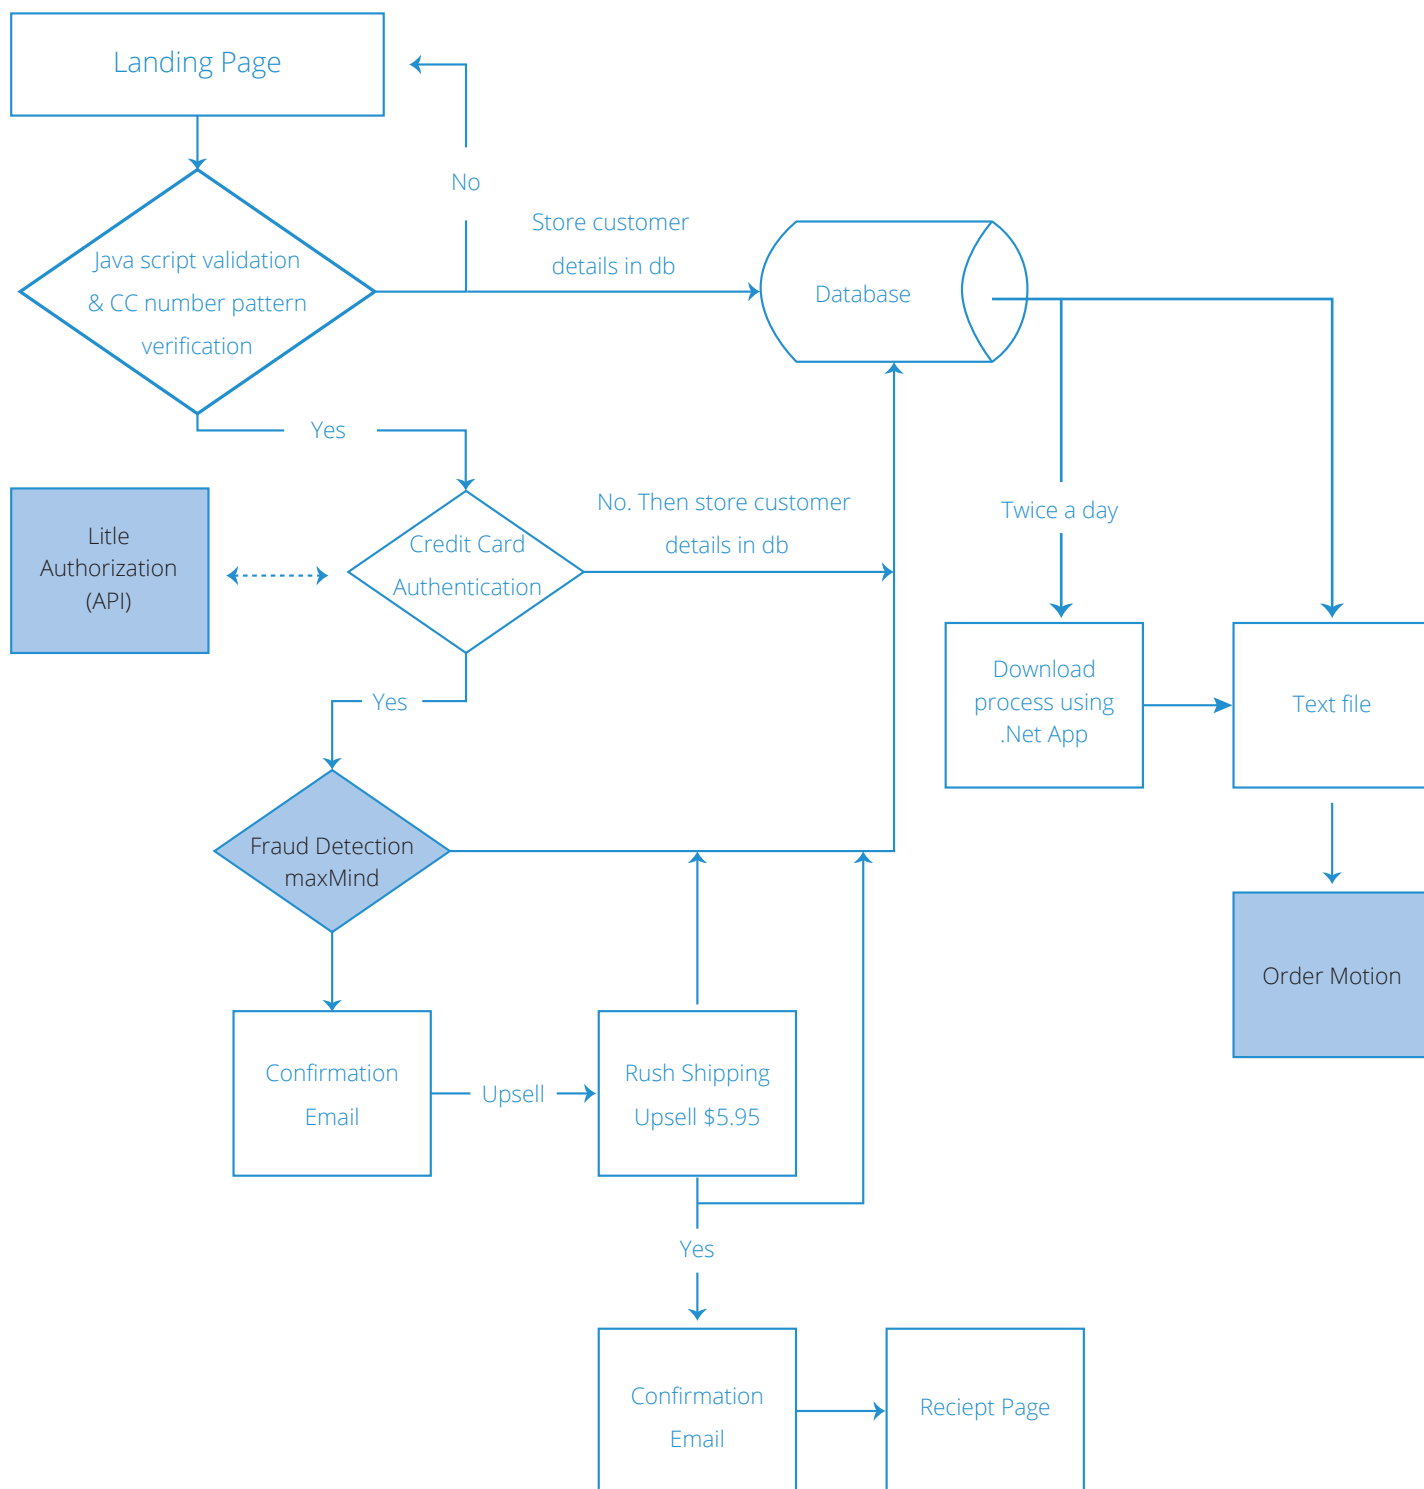 Landing Page
No
Store customer
details in db
Java script validation
& CC number pattern
verification
Database
Yes
Litle
Authorization
(API)
Credit Card
Authentication
No. Then store customer
details in db
Twice a day
Download
process using
.Net App
Text file
Yes
Fraud Detection
maxMind
Order Motion
Confirmation
Email
Upsell
Rush Shipping
Upsell $5.95
Yes
Confirmation
Email
Reciept Page